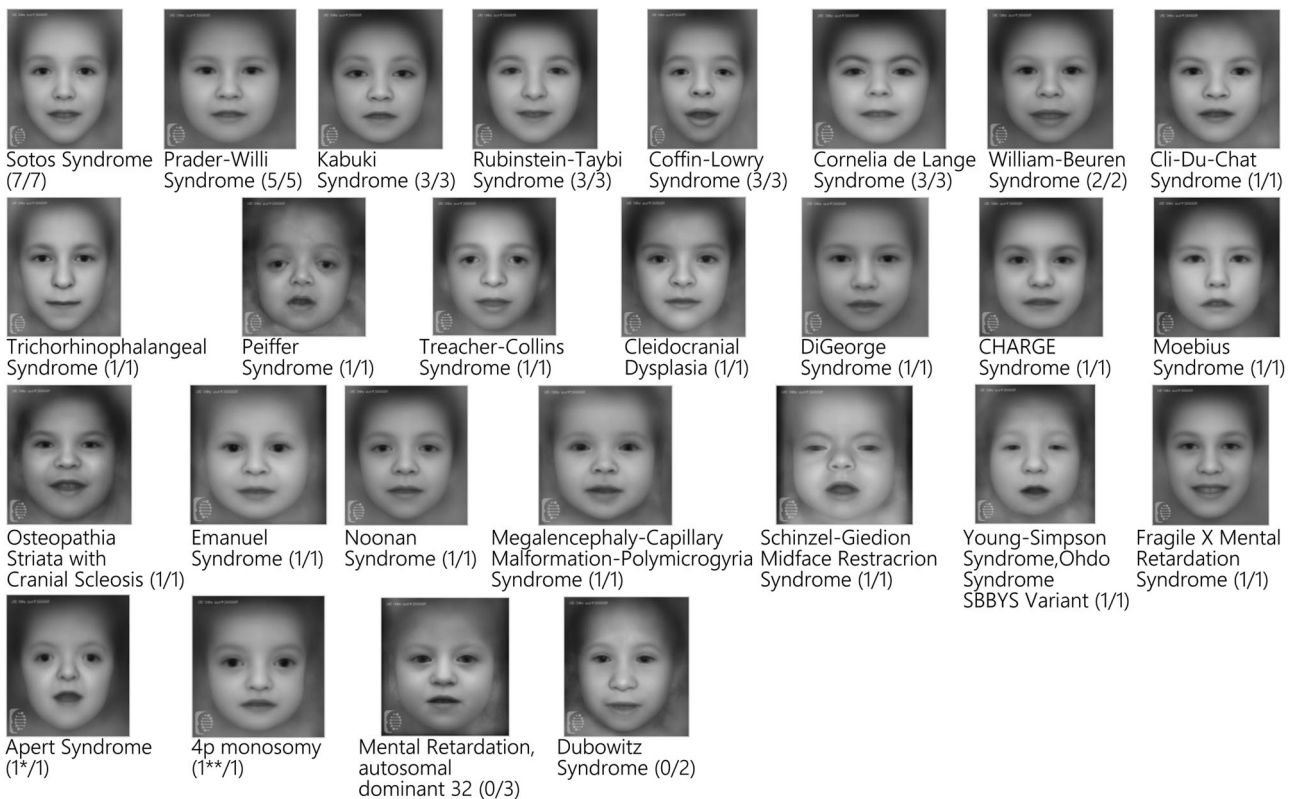 Sotos Syndrome
(7/7)
Prader-Willi
Syndrome (5/5)
Kabuki
Syndrome (3/3)
Rubinstein-Taybi
Syndrome (3/3)
Coffin-Lowry
Syndrome (3/3)
Cornelia de Lange
Syndrome (3/3)
William-Beuren
Syndrome (2/2)
Cli-Du-Chat
Syndrome (1/1)
Trichorhinophalangeal
Syndrome (1/1)
Peiffer
Syndrome (1/1)
Treacher-Collins
Syndrome (1/1)
Cleidocranial
Dysplasia (1/1)
DiGeorge
Syndrome (1/1)
CHARGE
Syndrome (1/1)
Moebius
Syndrome (1/1)
Osteopathia
Striata with
Cranial Scleosis (1/1)
Emanuel
Syndrome (1/1)
Noonan
Syndrome (1/1)
Megalencephaly-Capillary
Malformation-Polymicrogyria
Syndrome (1/1)
Schinzel-Giedion
Midface Restracrion
Syndrome (1/1)
Young-Simpson
Syndrome,Ohdo
Syndrome
SBBYS Variant (1/1)
Fragile X Mental
Retardation
Syndrome (1/1)
Apert Syndrome
(1*/1)
4p monosomy
(1**/1)
Mental Retardation,
autosomal
dominant 32 (0/3)
Dubowitz
Syndrome (0/2)